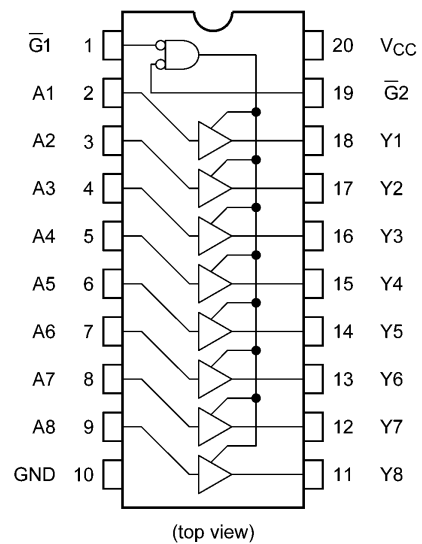 G̅1 1 20 VCC
A1 2 19 G̅2
A2 3 18 Y1
A3 4 17 Y2
A4 5 16 Y3
A5 6 15 Y4
A6 7 14 Y5
A7 8 13 Y6
A8 9 12 Y7
GND 10 11 Y8
(top view)